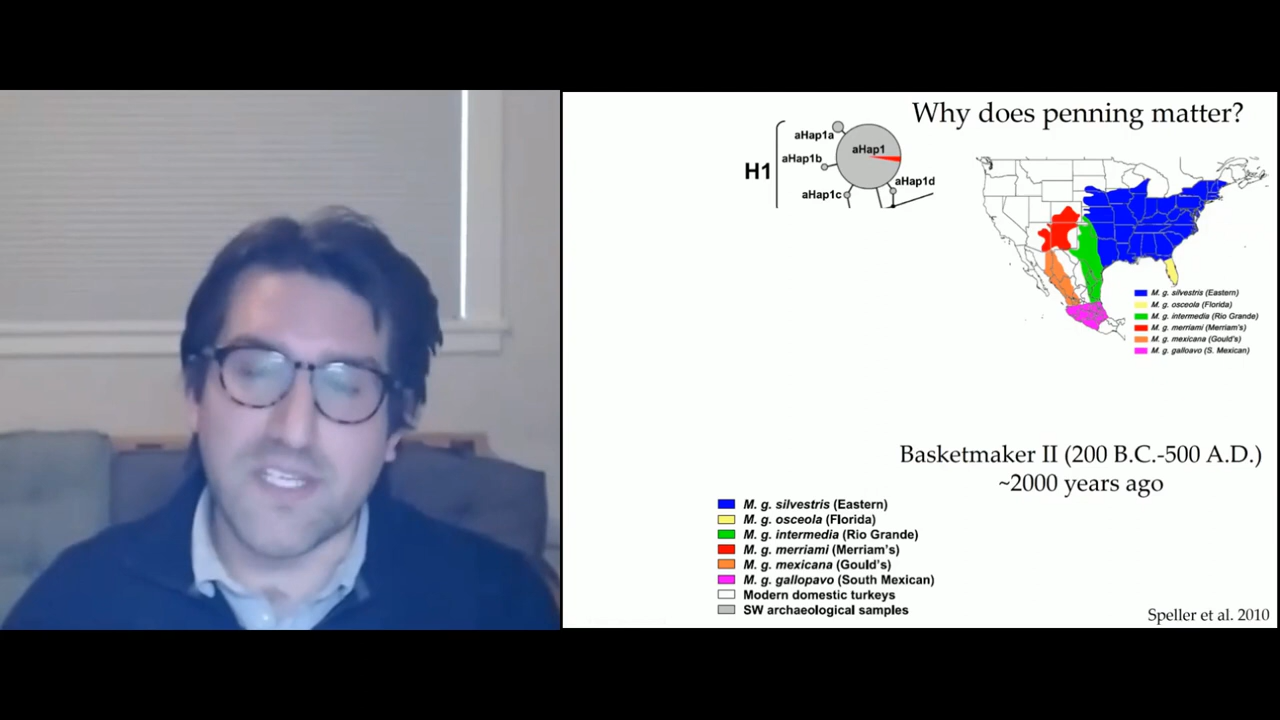 Why does penning matter?
H1
aHap1a
aHap1
aHap1b
aHap1c
aHap1d
M. g. silvestris (Eastern)
M. g. osceola (Florida)
M. g. intermedia (Rio Grande)
M. g. merriami (Merriam's)
M. g. mexicana (Gould's)
M. g. galloavo (S. Mexican)
Basketmaker II (200 B.C.-500 A.D.)
~2000 years ago
M. g. silvestris (Eastern)
M. g. osceola (Florida)
M. g. intermedia (Rio Grande)
M. g. merriami (Merriam's)
M. g. mexicana (Gould's)
M. g. gallopavo (South Mexican)
Modern domestic turkeys
SW archaeological samples
Speller et al. 2010